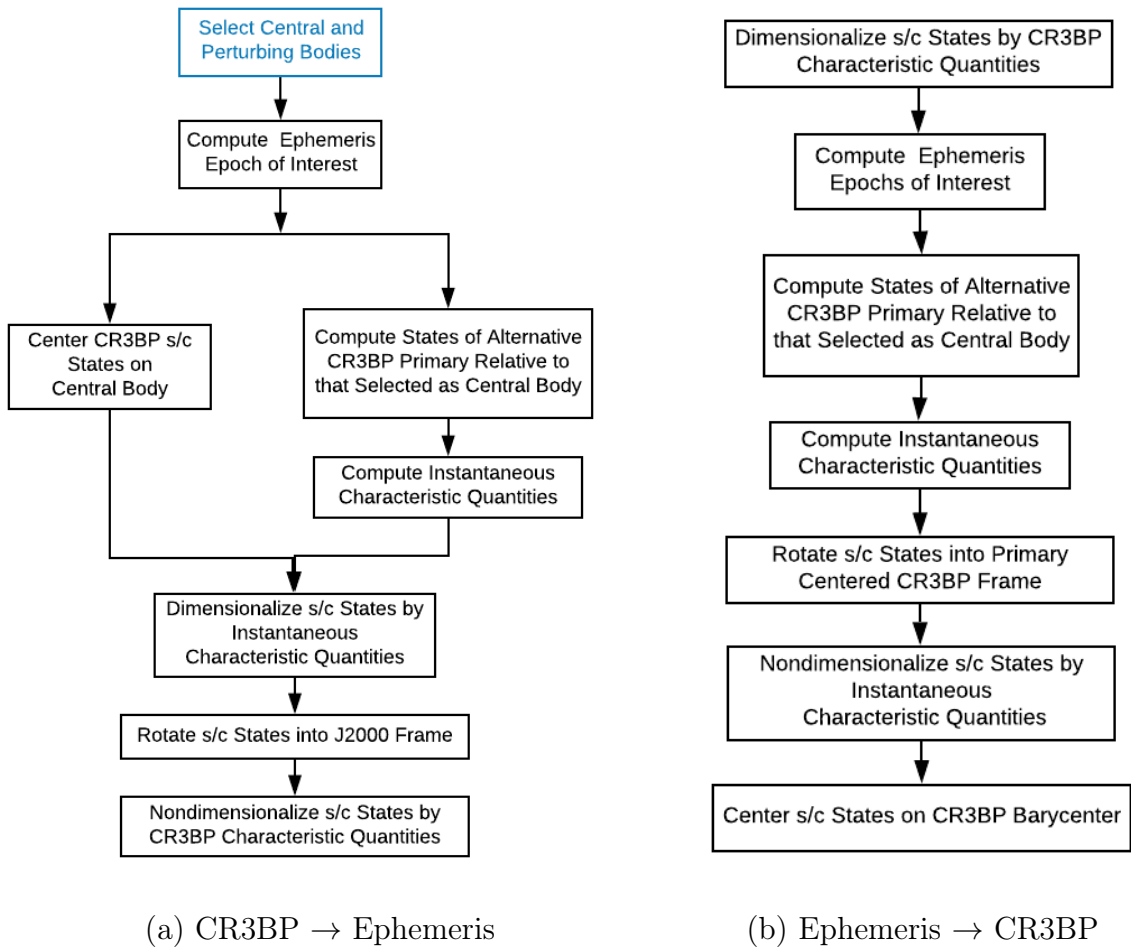 Select Central and
Perturbing Bodies
Compute Ephemeris
Epoch of Interest
Center CR3BP s/c
States on
Central Body
Compute States of Alternative
CR3BP Primary Relative to
that Selected as Central Body
Compute Instantaneous
Characteristic Quantities
Dimensionalize s/c States by
Instantaneous
Characteristic Quantities
Rotate s/c States into J2000 Frame
Nondimensionalize s/c States by
CR3BP Characteristic Quantities
(a) CR3BP → Ephemeris
Dimensionalize s/c States by CR3BP
Characteristic Quantities
Compute Ephemeris
Epochs of Interest
Compute States of Alternative
CR3BP Primary Relative to
that Selected as Central Body
Compute Instantaneous
Characteristic Quantities
Rotate s/c States into Primary
Centered CR3BP Frame
Nondimensionalize s/c States by
Instantaneous
Characteristic Quantities
Center s/c States on CR3BP Barycenter
(b) Ephemeris → CR3BP